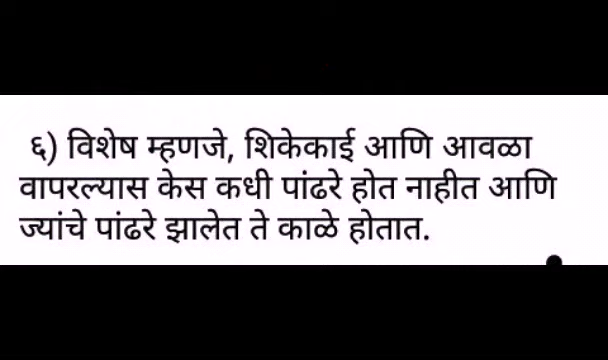 ६) विशेष म्हणजे, शिकेकाई आणि आवळा
वापरल्यास केस कधी पांढरे होत नाहीत आणि
ज्यांचे पांढरे झालेत ते काळे होतात.